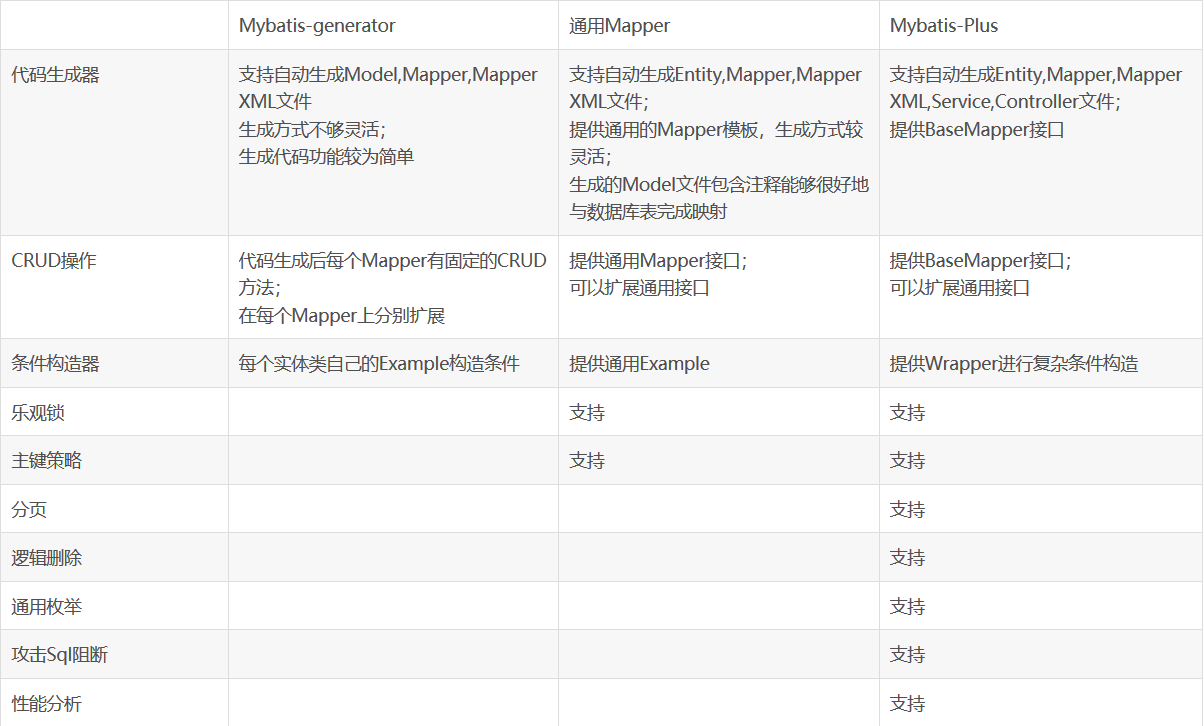 Mybatis-generator
通用Mapper
Mybatis-Plus
代码生成器
支持自动生成Model,Mapper,Mapper
XML文件
生成方式不够灵活；
生成代码功能较为简单
支持自动生成Entity,Mapper,Mapper
XML文件；
提供通用的Mapper模板，生成方式较
灵活；
生成的Model文件包含注释能够很好地
与数据库表完成映射
支持自动生成Entity,Mapper,Mapper
XML,Service,Controller文件；
提供BaseMapper接口
CRUD操作
代码生成后每个Mapper有固定的CRUD
方法；
在每个Mapper上分别扩展
提供通用Mapper接口；
可以扩展通用接口
提供BaseMapper接口；
可以扩展通用接口
条件构造器
每个实体类自己的Example构造条件
提供通用Example
提供Wrapper进行复杂条件构造
乐观锁
支持
支持
主键策略
支持
支持
分页
支持
逻辑删除
支持
通用枚举
支持
攻击Sql阻断
支持
性能分析
支持